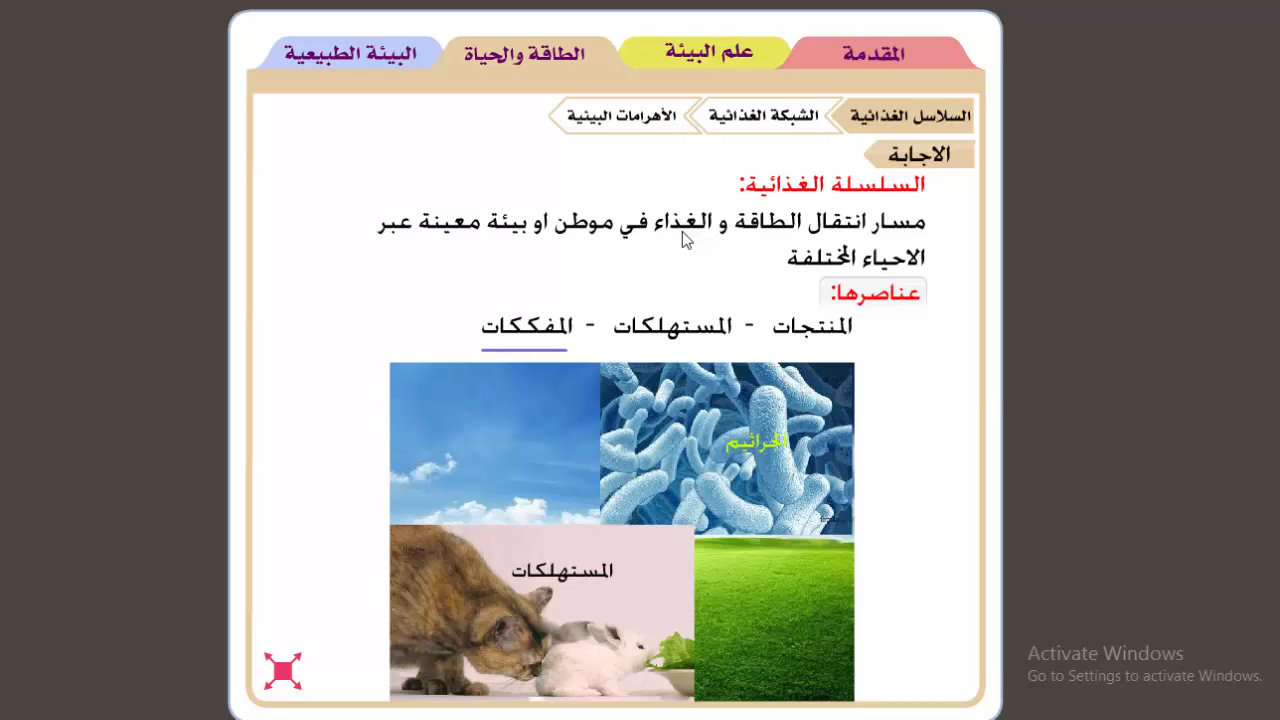 المقدمة
علم البيئة
الطاقة والحياة
البيئة الطبيعية
السلاسل الغذائية
الشبكة الغذائية
الأهرامات البيئية
الاجابة
السلسلة الغذائية:
مسار انتقال الطاقة و الغذاء في موطن او بيئة معينة عبر
الاحياء المختلفة
عناصرها:
المنتجات - المستهلكات - المفككات
الجراثيم
المستهلكات
Activate Windows
Go to Settings to activate Windows.